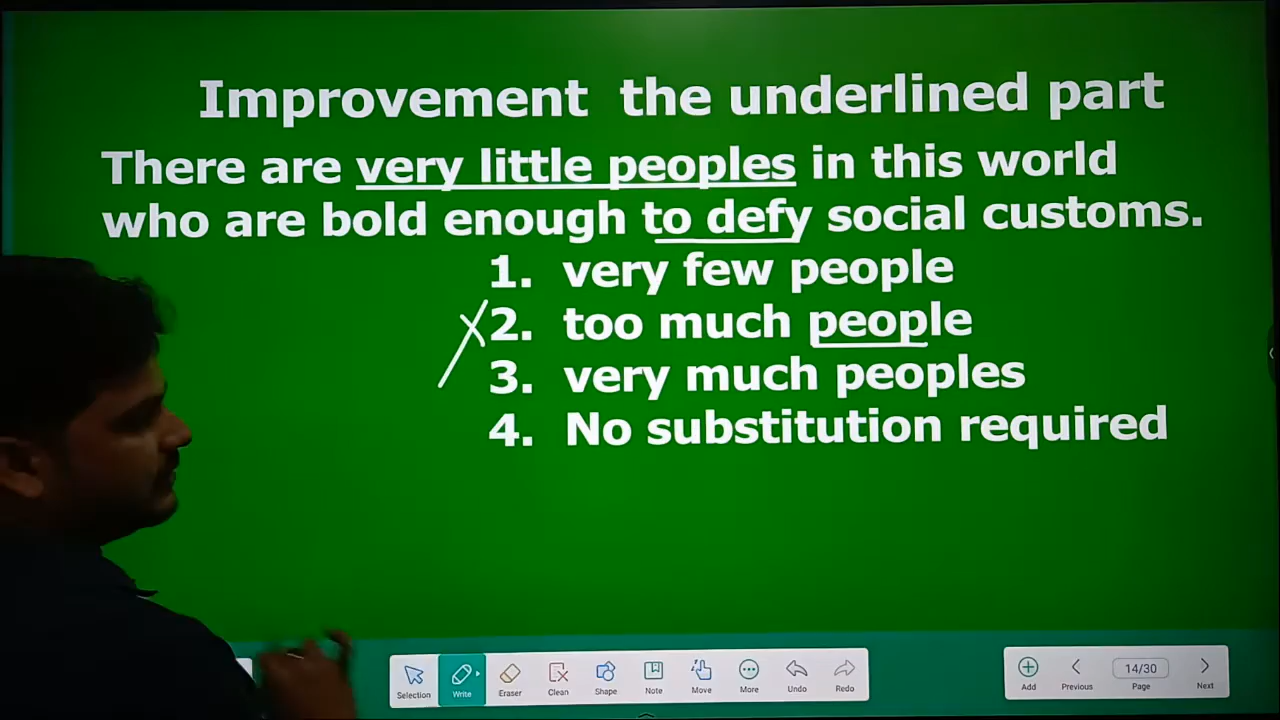 Improvement the underlined part
There are very little peoples in this world
who are bold enough to defy social customs.
1. very few people
2. too much people
3. very much peoples
4. No substitution required
Selection Write Eraser Clean Shape Note Move More Undo Redo
Add Previous 14/30 Page Next